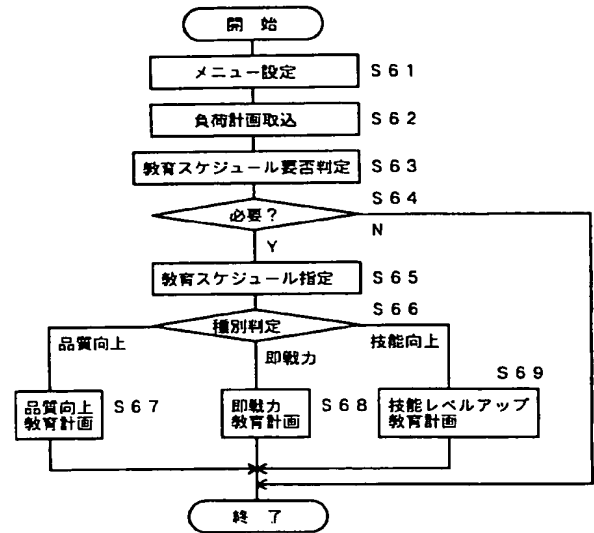 開始
メニュー設定 S61
負荷計画取込 S62
教育スケジュール要否判定 S63
S64
必要?
N
Y
教育スケジュール指定 S65
S66
種別判定
品質向上
技能向上
即戦力
S69
品質向上
教育計画
S67
即戦力
教育計画
S68
技能レベルアップ
教育計画
終了